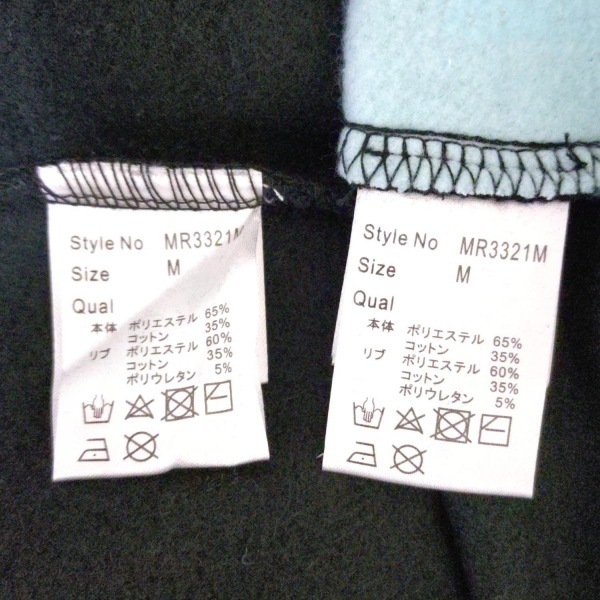 Style No MR3321M
Size M
Qual
本体 ポリエステル 65%
コットン 35%
リブ ポリエステル 60%
コットン 35%
ポリウレタン 5%
Style No MR3321M
Size M
Qual
本体 ポリエステル 65%
コットン 35%
リブ ポリエステル 60%
コットン 35%
ポリウレタン 5%